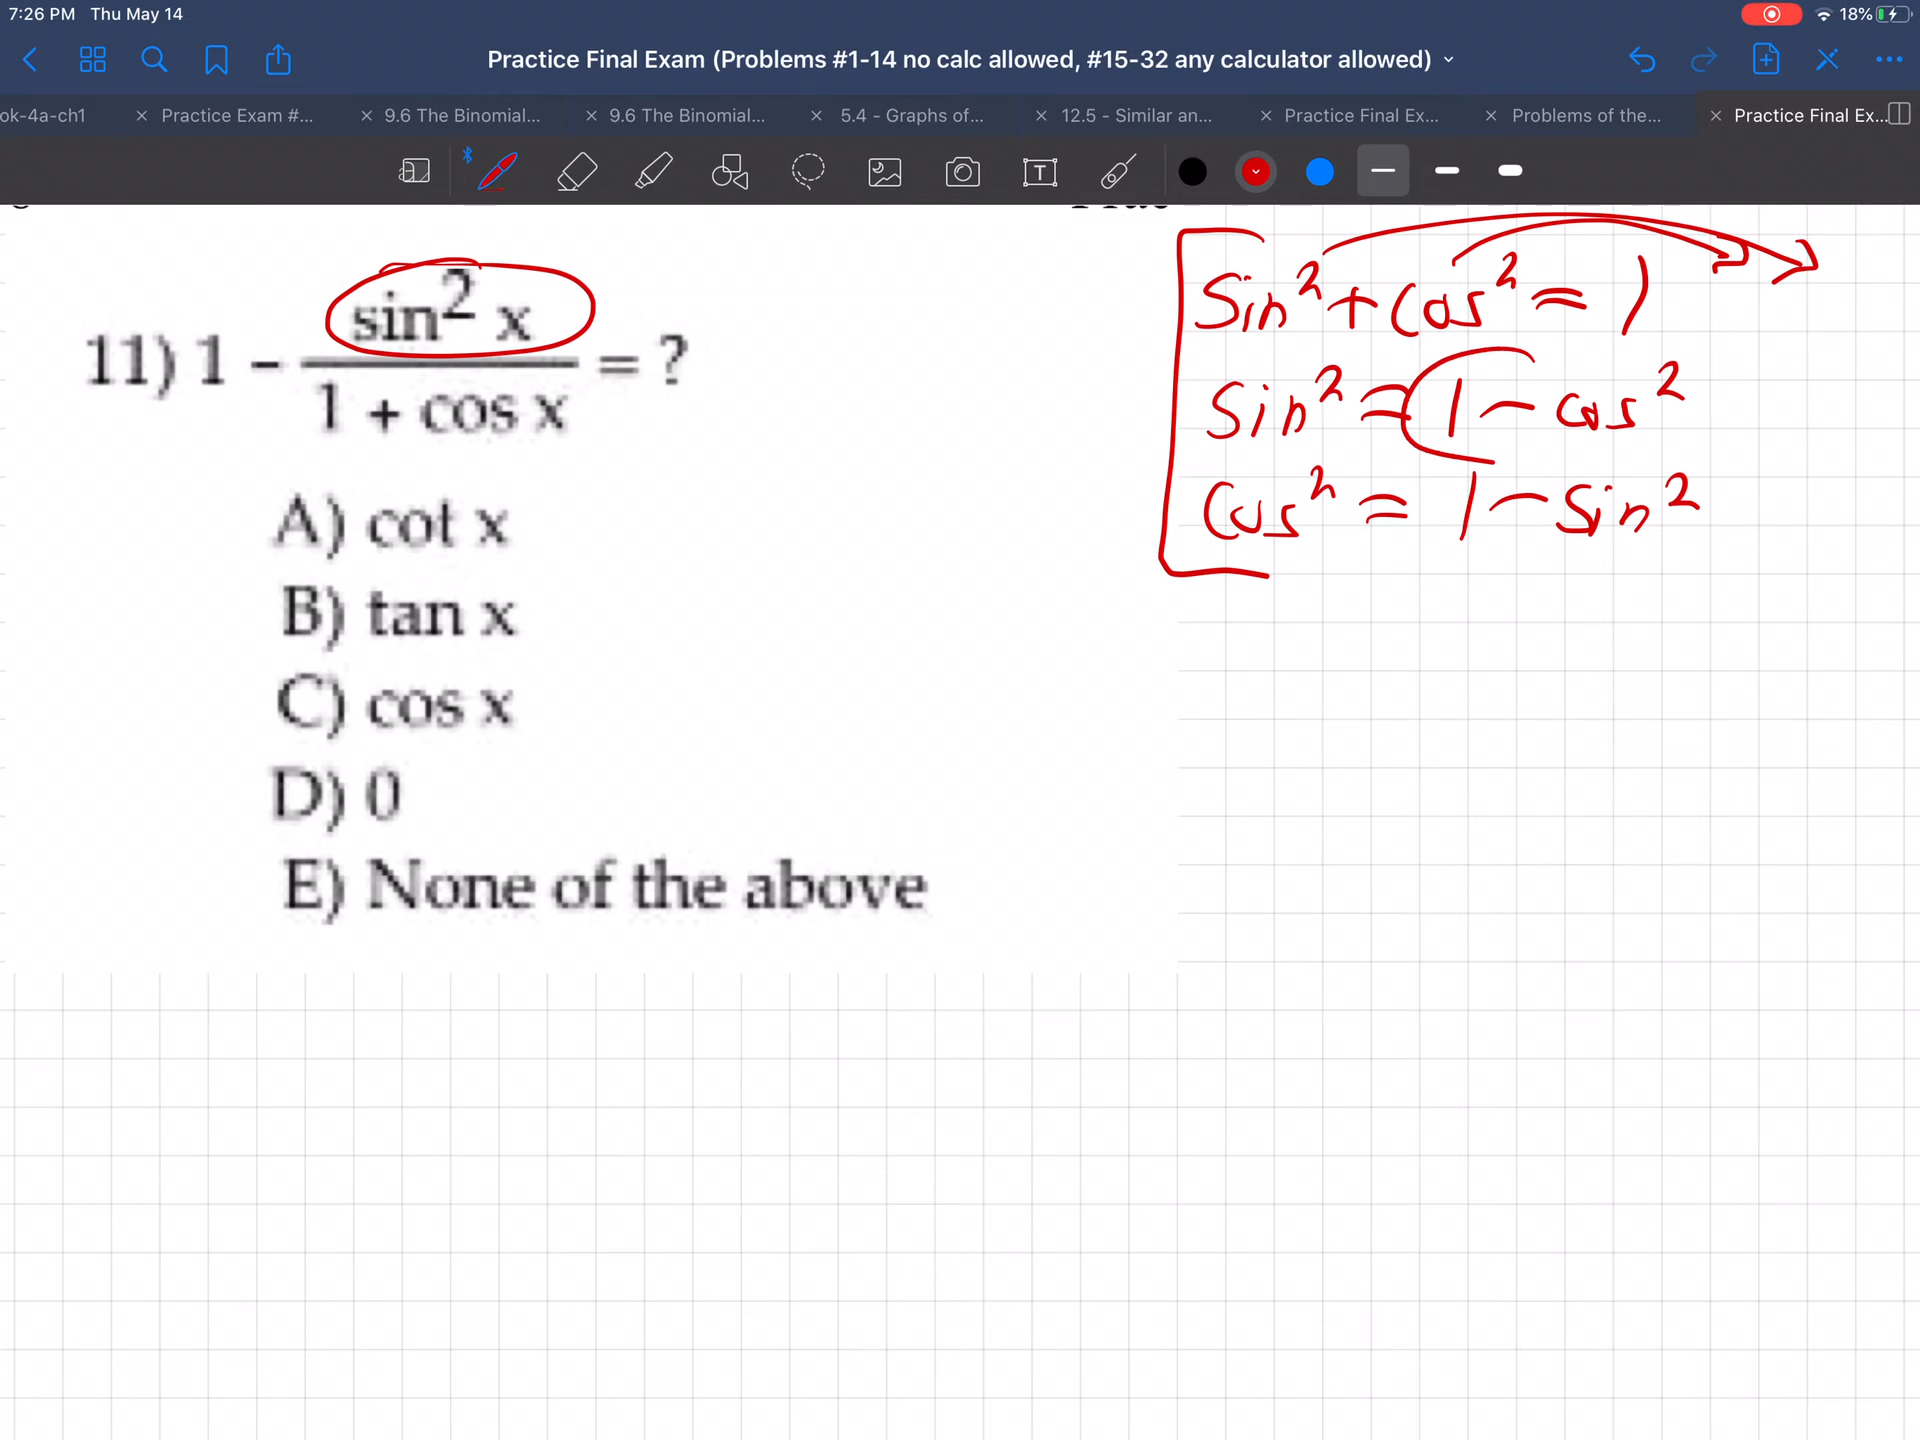 7:26 PM Thu May 14
18%
Practice Final Exam (Problems #1-14 no calc allowed, #15-32 any calculator allowed)
ok-4a-ch1
Practice Exam #...
9.6 The Binomial...
9.6 The Binomial...
5.4 - Graphs of...
12.5 - Similar an...
Practice Final Ex...
Problems of the...
Practice Final Ex...
T
11) 1 - sin² x / 1 + cos x = ?
A) cot x
B) tan x
C) cos x
D) 0
E) None of the above
Sin² + Cos² = 1
Sin² = 1 - cos²
Cos² = 1 - Sin²